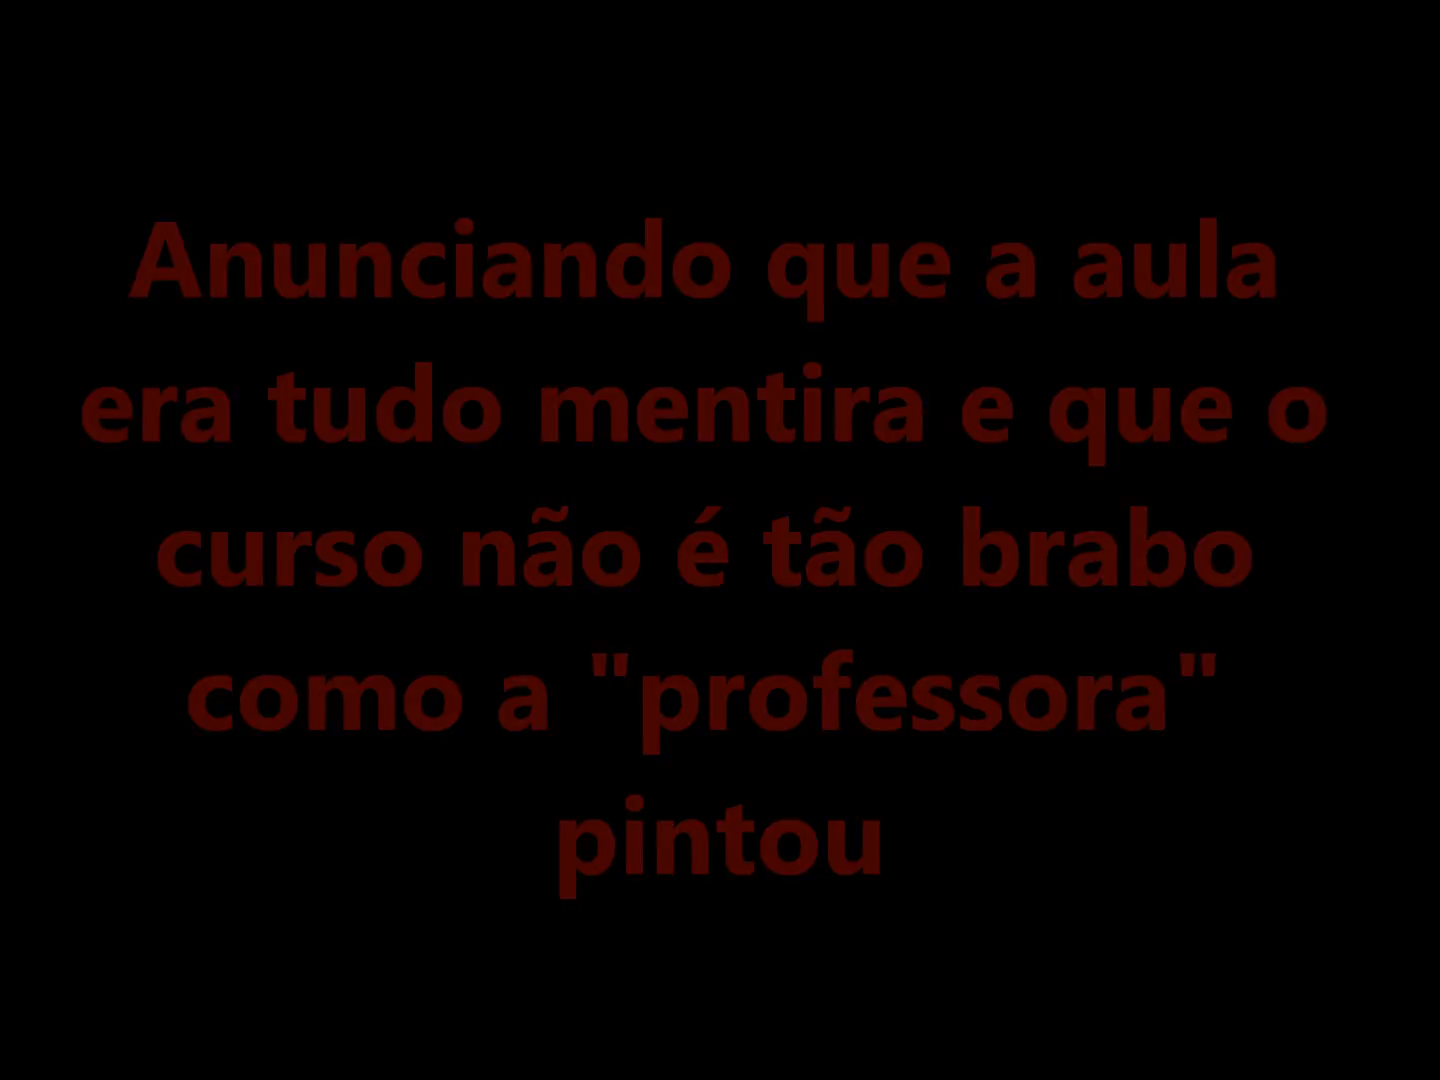 Anunciando que a aula
era tudo mentira e que o
curso não é tão brabo
como a "professora"
pintou